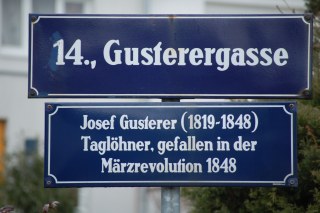 14., Gusterergasse
Josef Gusterer (1819-1848)
Taglöhner, gefallen in der
Märzrevolution 1848